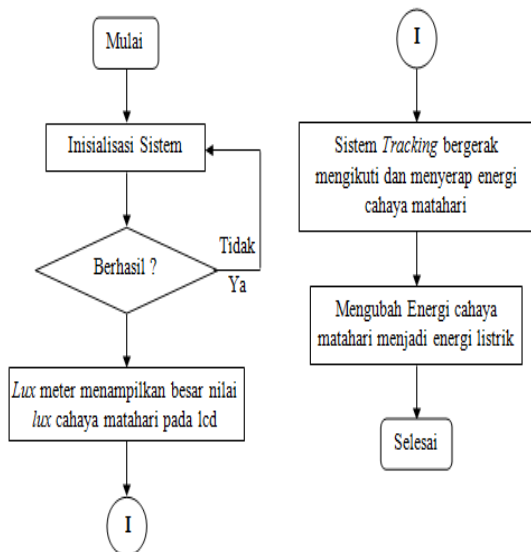 Mulai
Inisialisasi Sistem
Berhasil ?
Tidak
Ya
Lux meter menampilkan besar nilai
lux cahaya matahari pada lcd
I
I
Sistem Tracking bergerak
mengikuti dan menyerap energi
cahaya matahari
Mengubah Energi cahaya
matahari menjadi energi listrik
Selesai